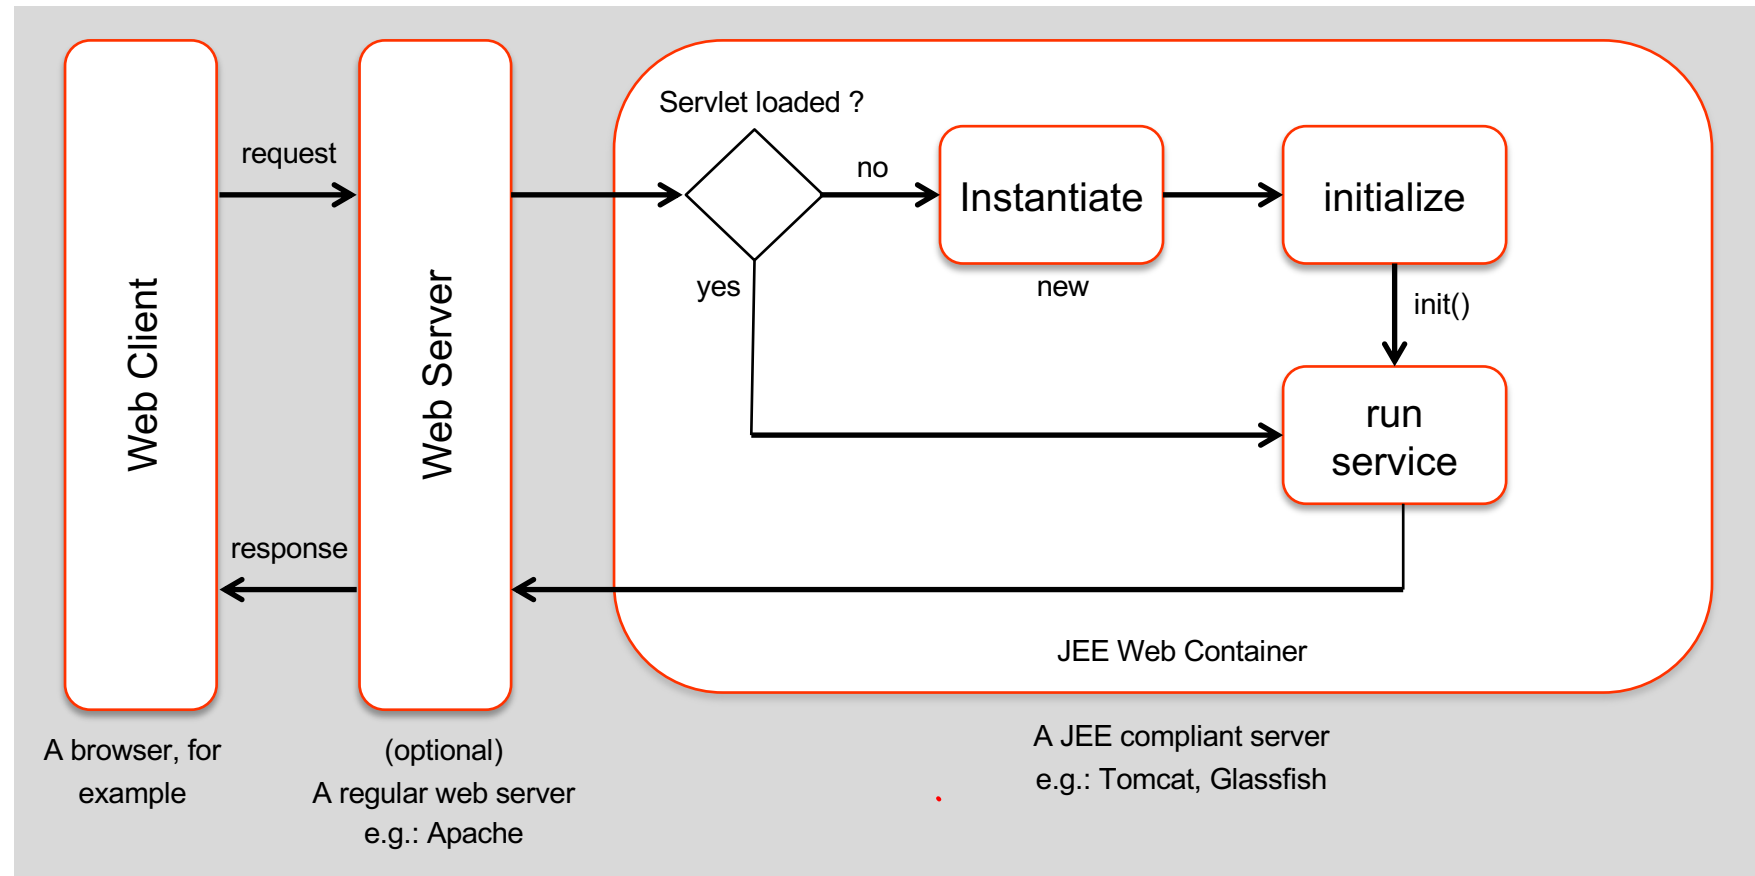 Servlet loaded ?
request
no
Instantiate
initialize
yes
new
init()
Web Client
Web Server
run
service
response
JEE Web Container
A browser, for
example
(optional)
A regular web server
e.g.: Apache
A JEE compliant server
e.g.: Tomcat, Glassfish